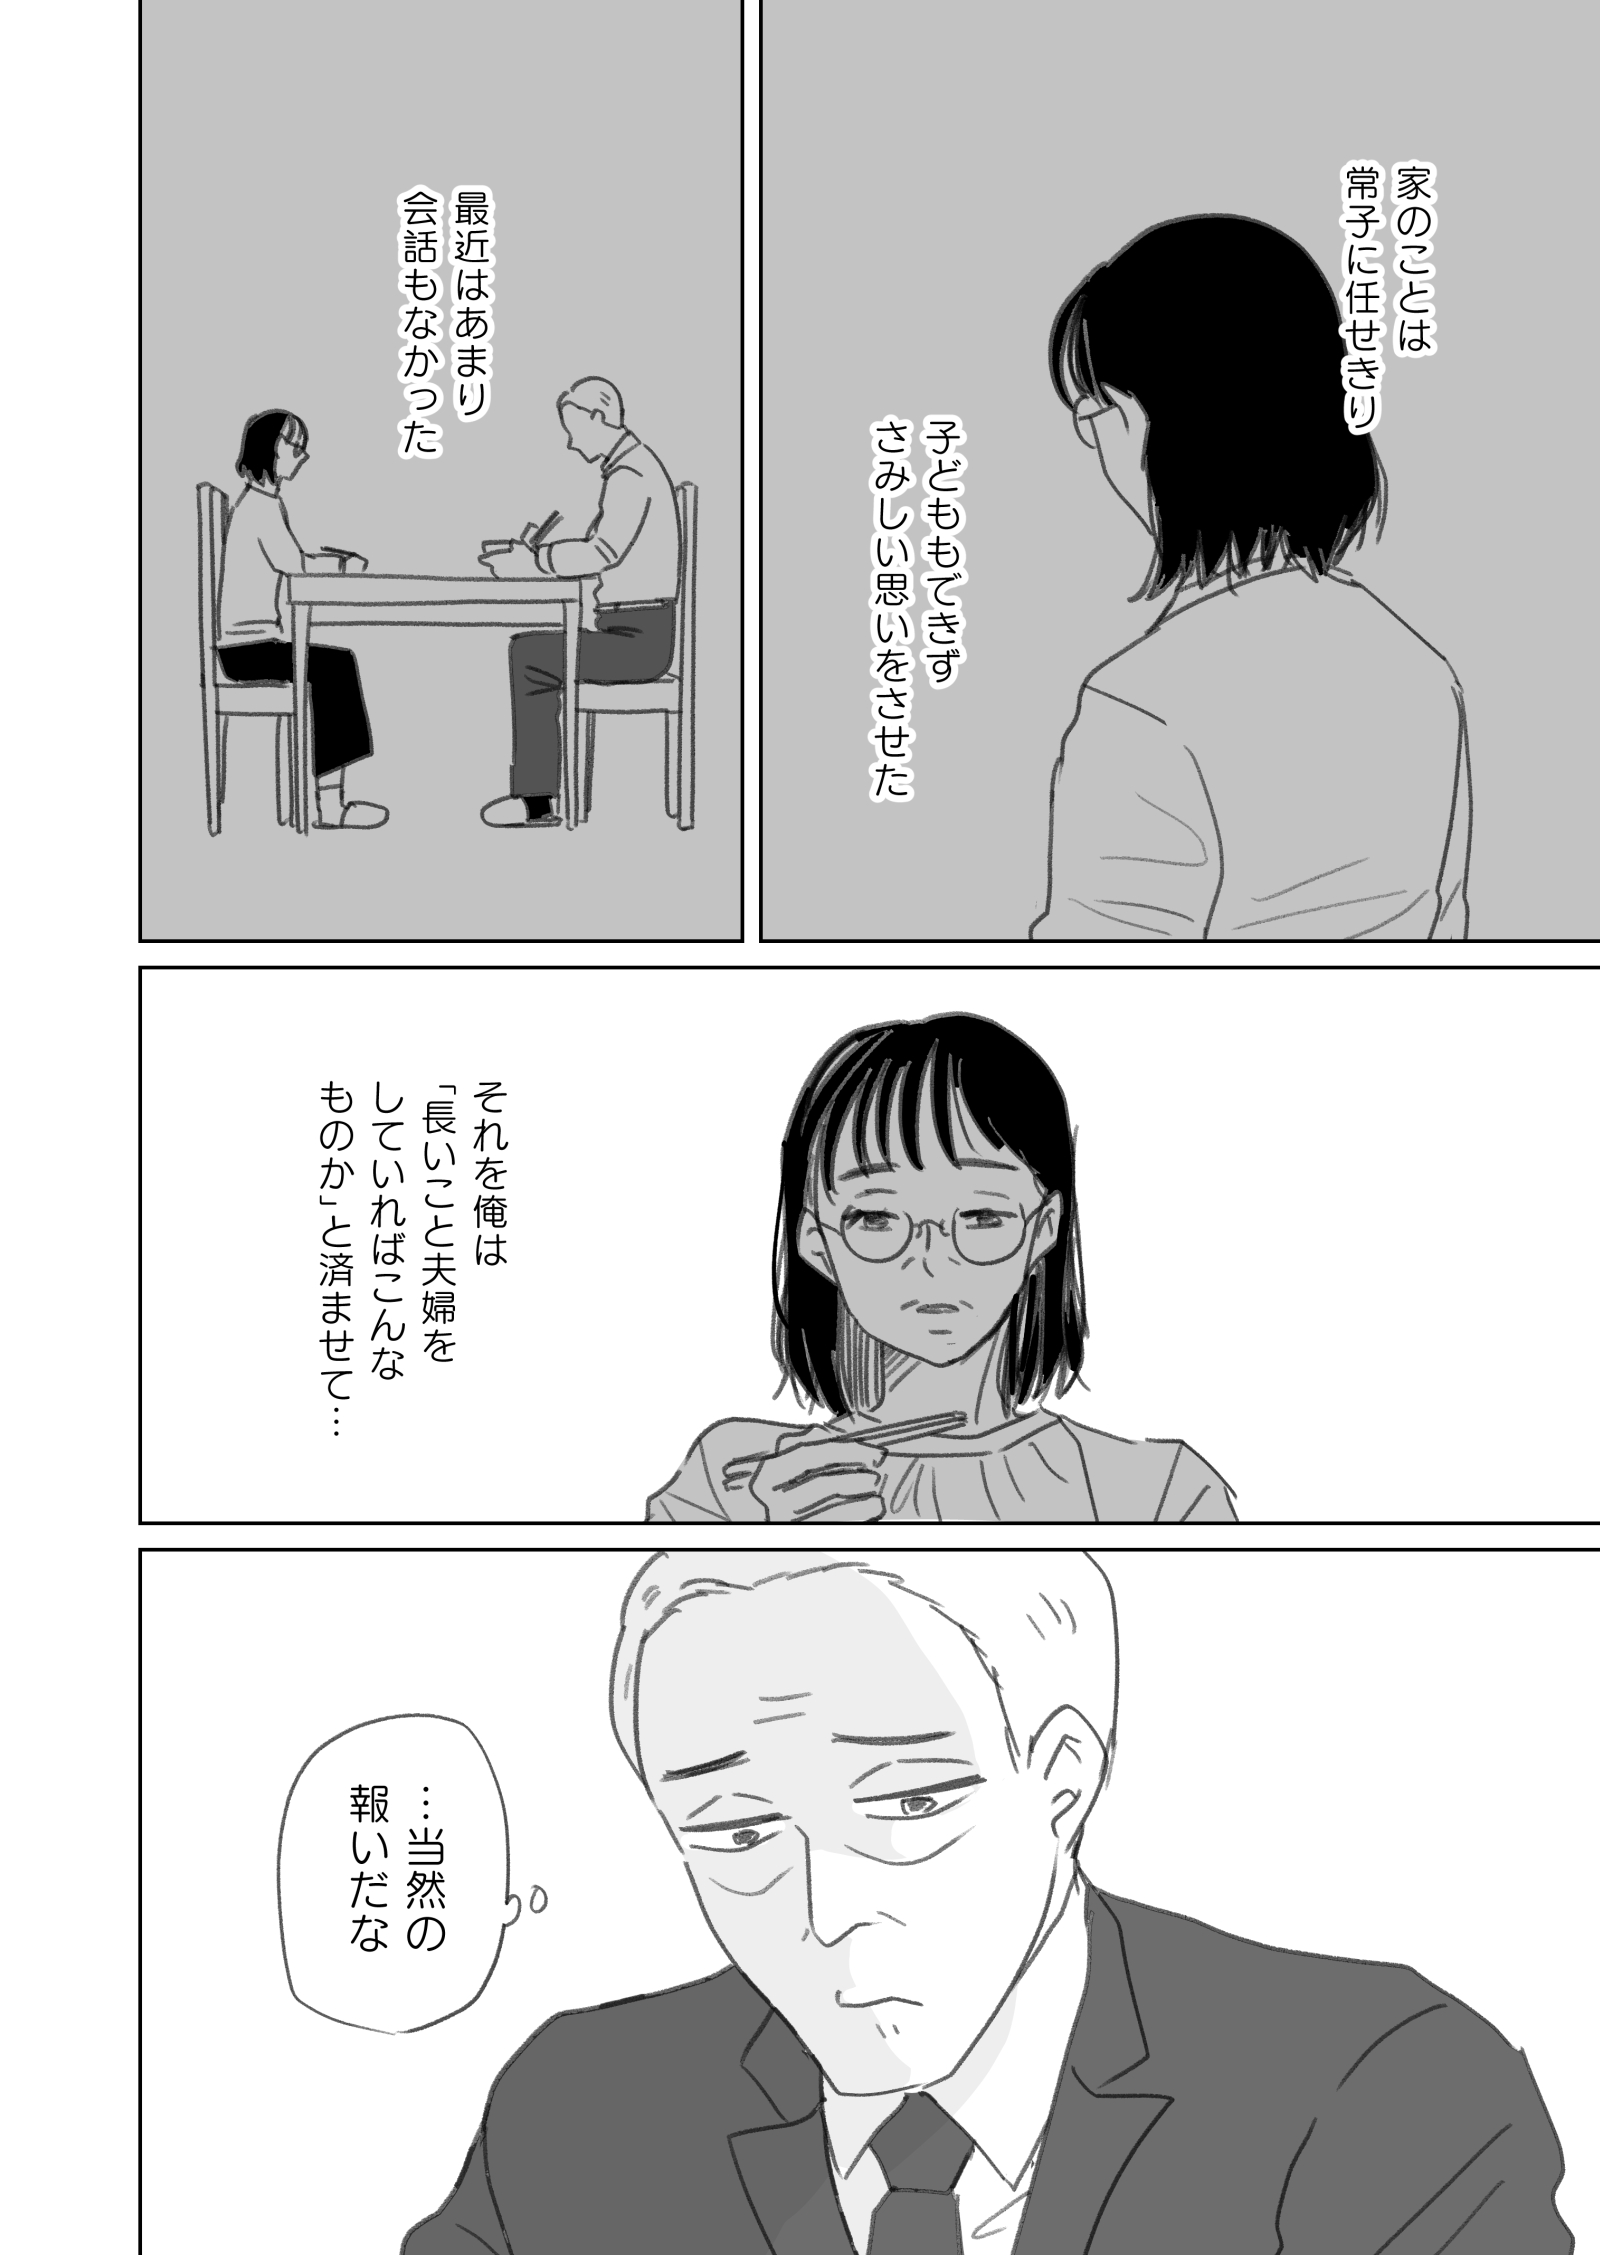 家のことは
常子に任せきり
子どももできず
さみしい思いをさせた
最近はあまり
会話もなかった
それを俺は
「長いこと夫婦を
していればこんな
ものか」と済ませて…
…当然の
報いだな